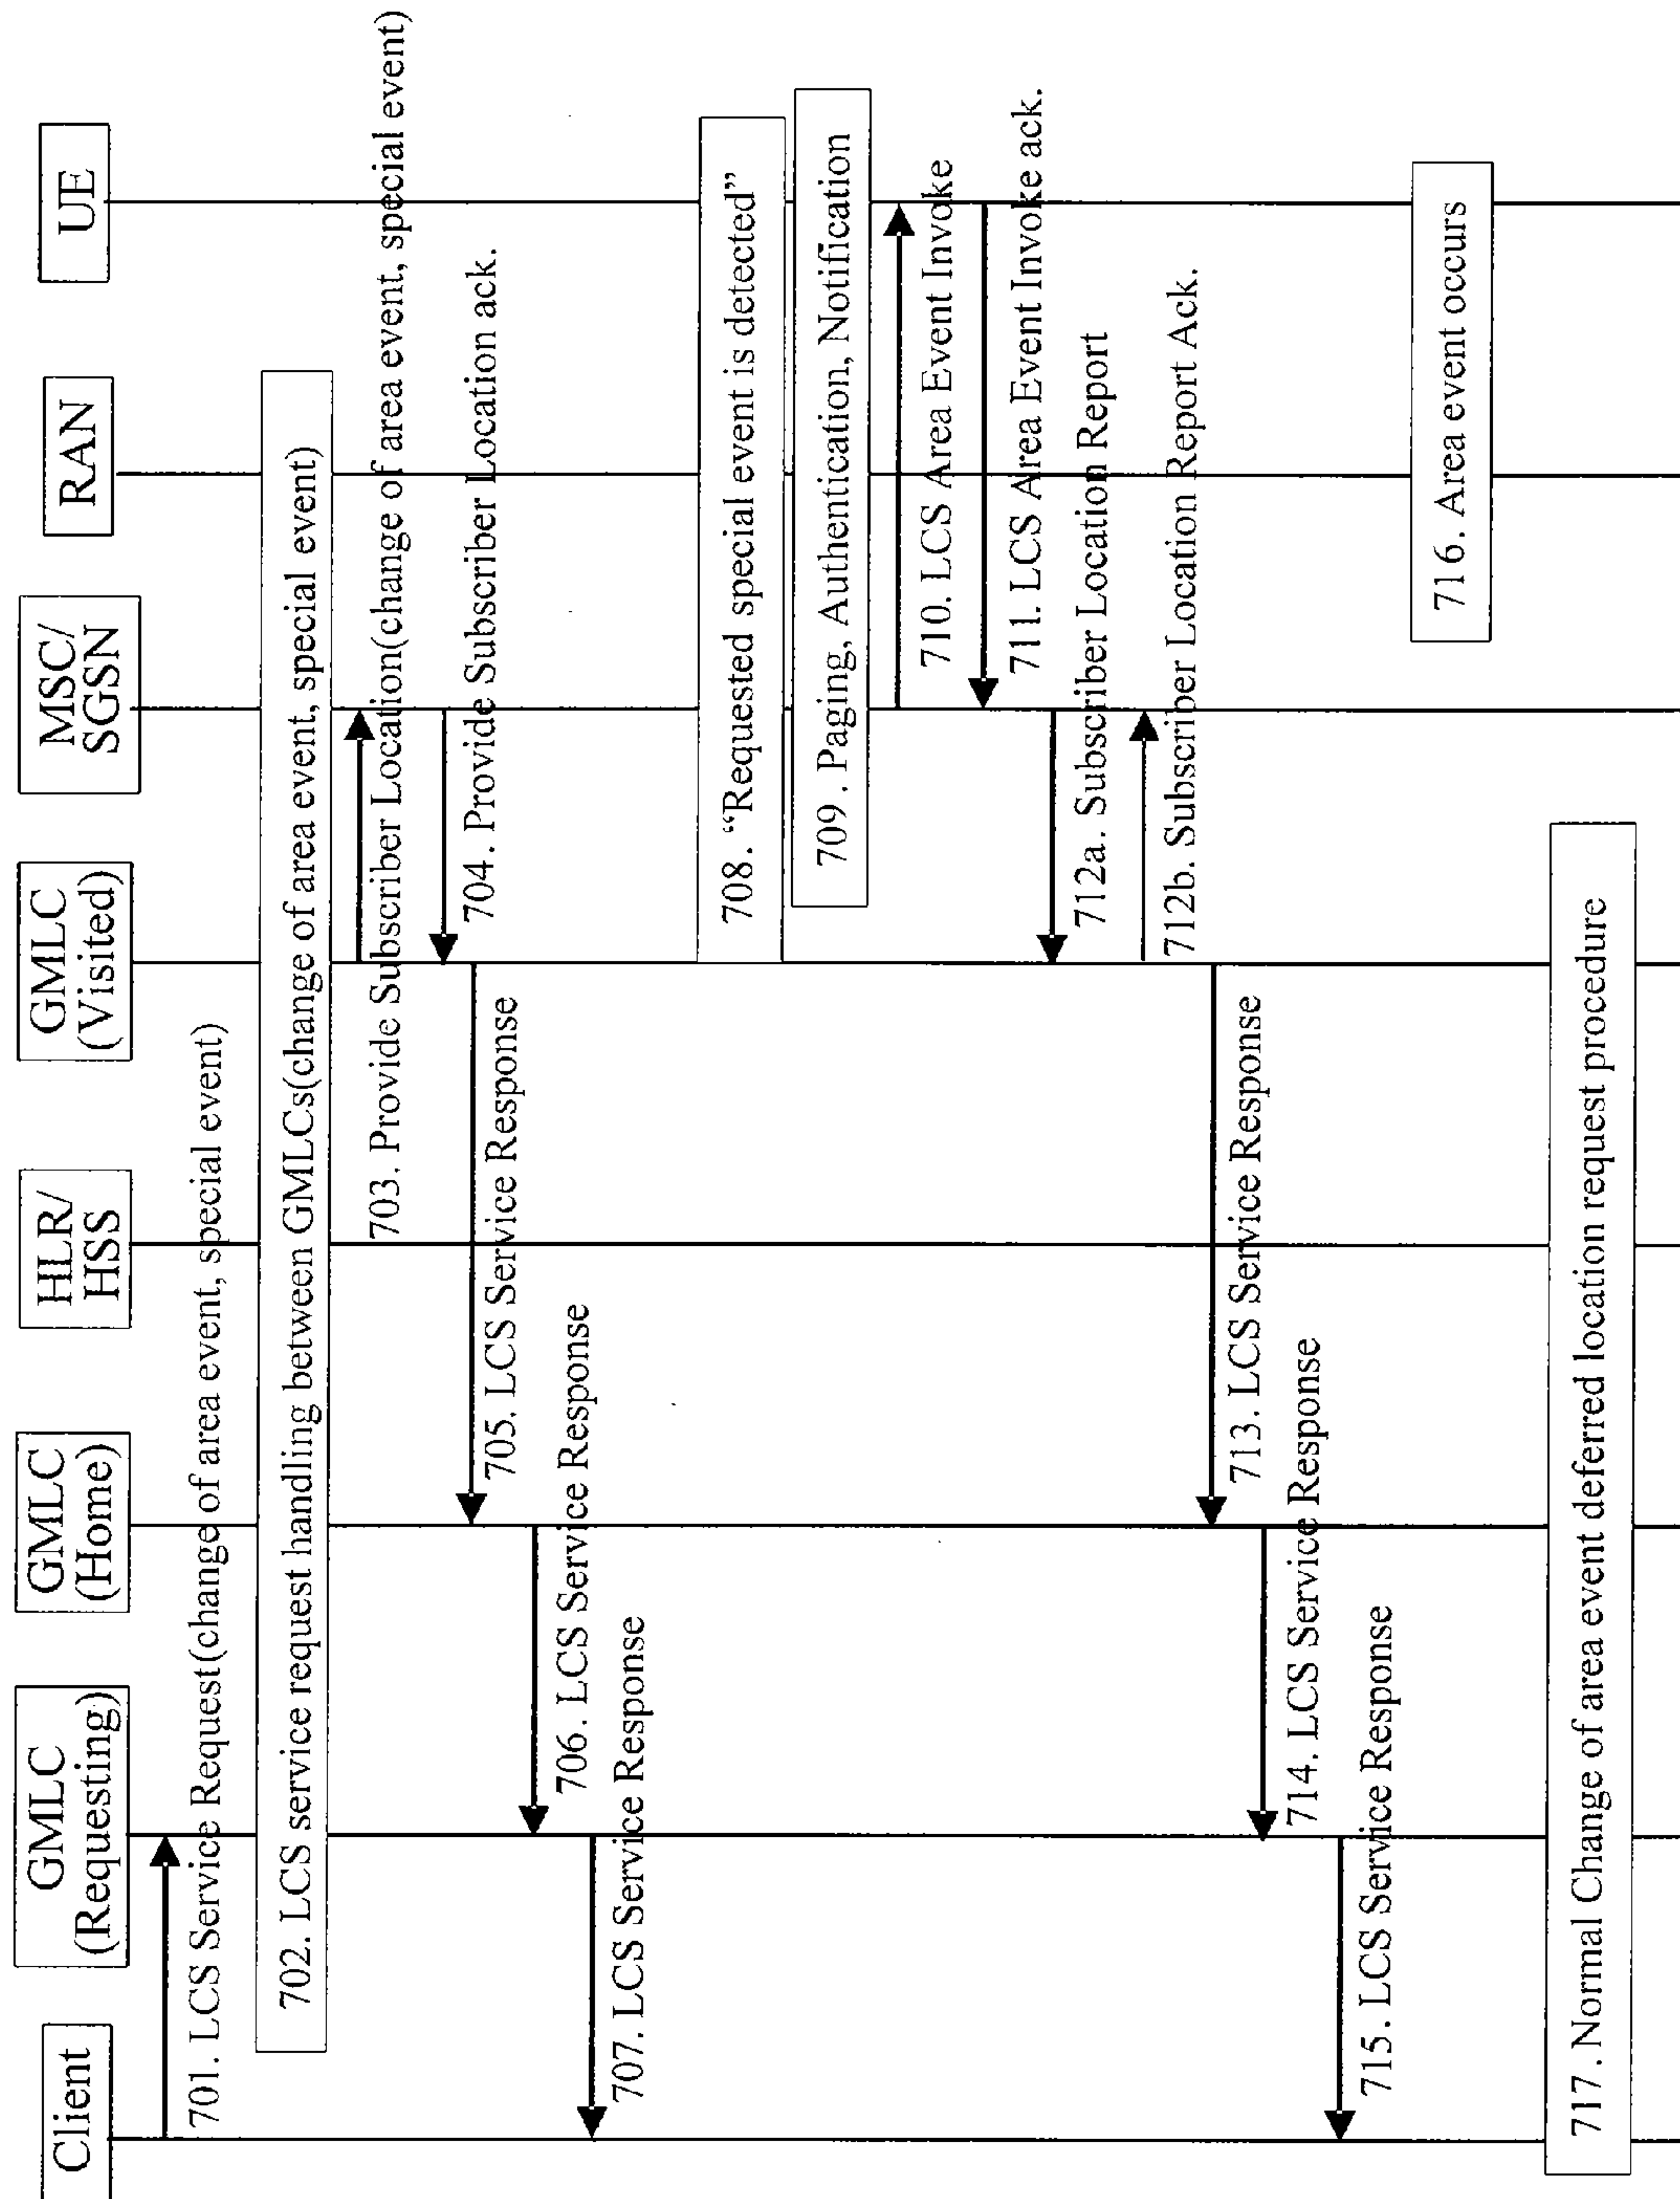 Client
GMLC
(Requesting)
GMLC
(Home)
HLR/
HSS
GMLC
(Visited)
MSC/
SGSN
RAN
UE
701. LCS Service Request(change of area event, special event)
702. LCS service request handling between GMLCs(change of area event, special event)
703. Provide Subscriber Location(change of area event, special event)
704. Provide Subscriber Location ack.
705. LCS Service Response
706. LCS Service Response
707. LCS Service Response
708. “Requested special event is detected”
709. Paging, Authentication, Notification
710. LCS Area Event Invoke
711. LCS Area Event Invoke ack.
712a. Subscriber Location Report
712b. Subscriber Location Report Ack.
713. LCS Service Response
714. LCS Service Response
715. LCS Service Response
716. Area event occurs
717. Normal Change of area event deferred location request procedure